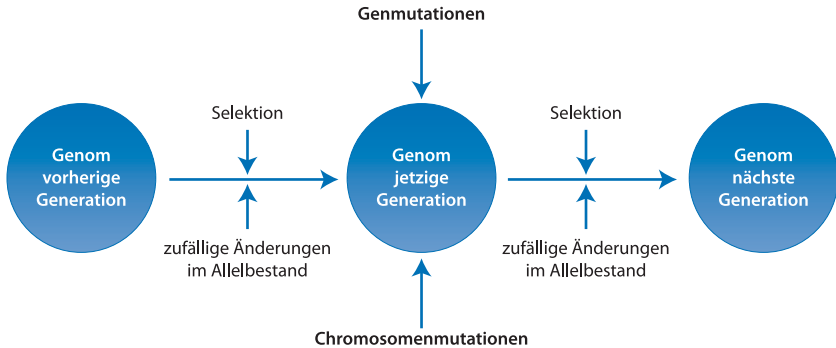 Genmutationen
Selektion
Selektion
Genom
vorherige
Generation
Genom
jetzige
Generation
Genom
nächste
Generation
zufällige Änderungen
im Allelbestand
zufällige Änderungen
im Allelbestand
Chromosomenmutationen